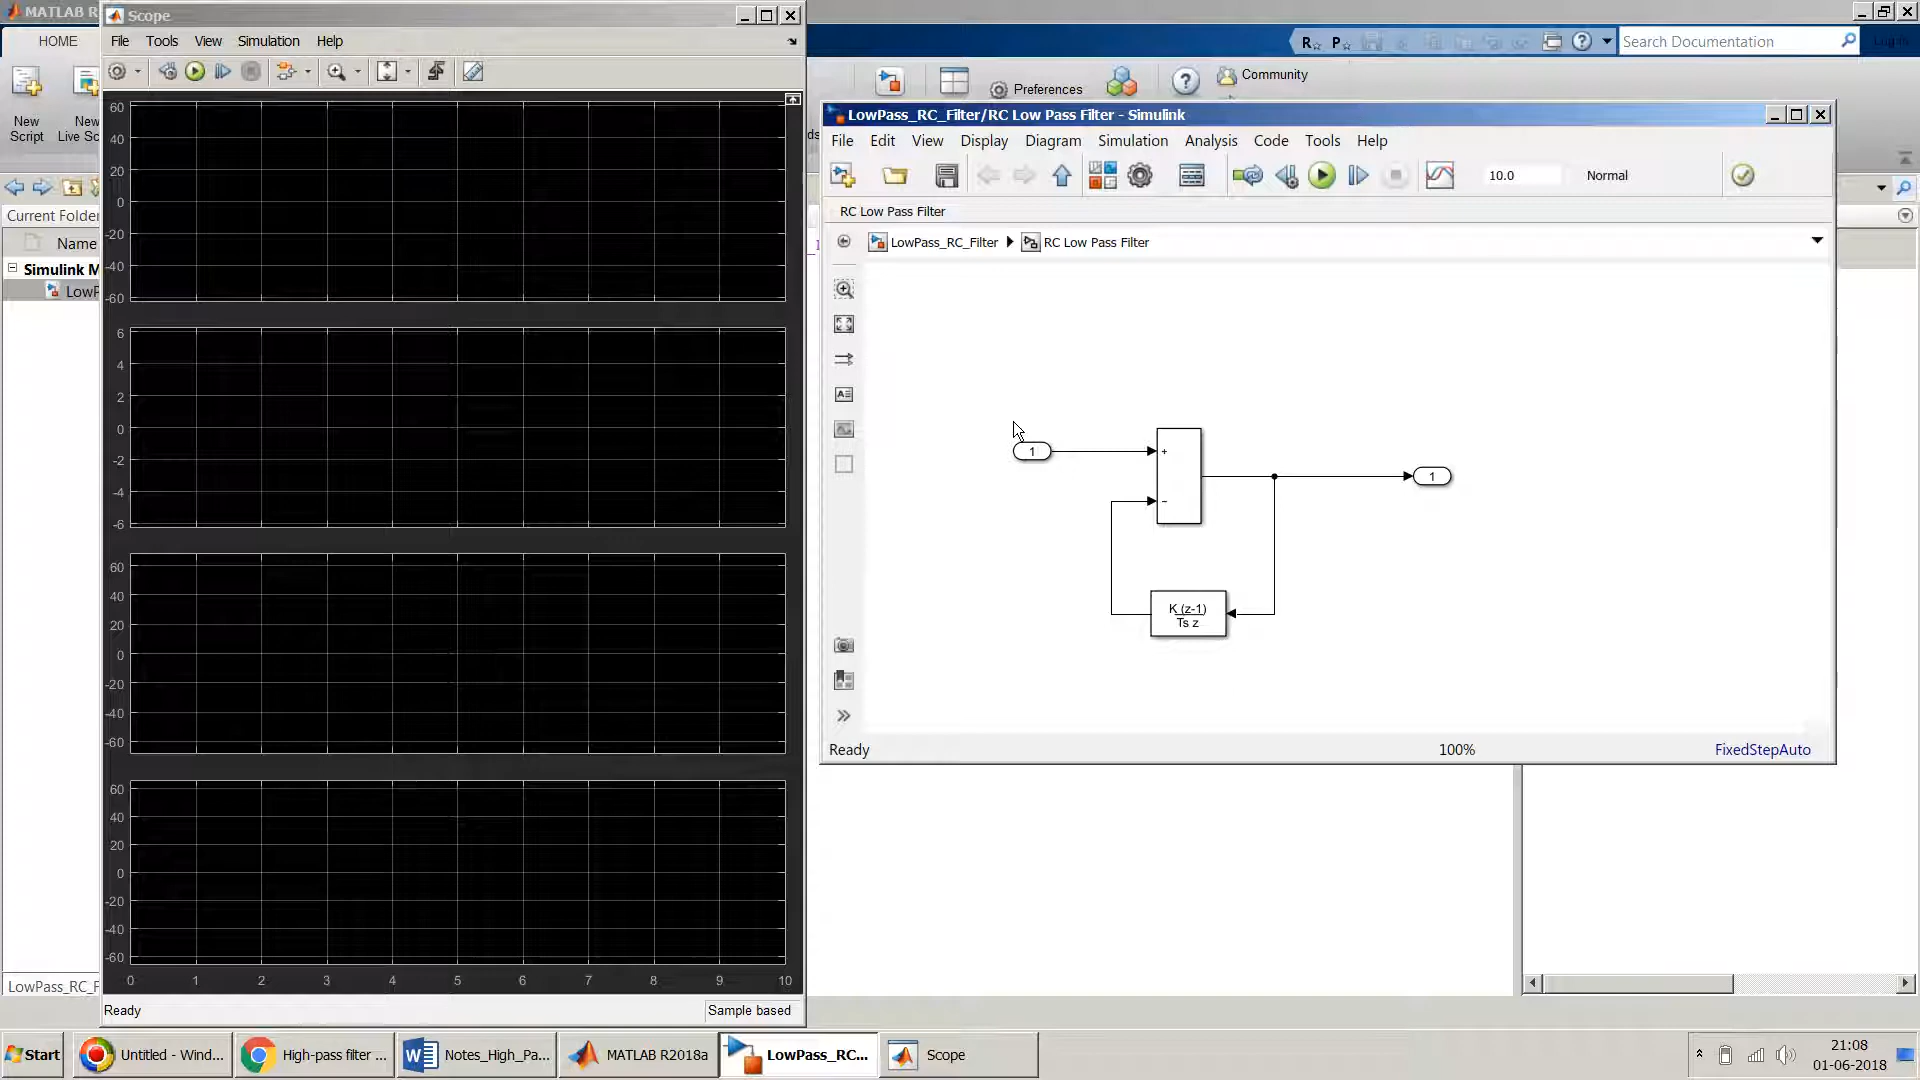 MATLAB R
Scope
File Tools View Simulation Help
60
40
20
0
-20
-40
-60
6
4
2
0
-2
-4
-6
60
40
20
0
-20
-40
-60
60
40
20
0
-20
-40
-60
0 1 2 3 4 5 6 7 8 9 10
Ready
Sample based
HOME
New
Script
New
Live Sc
Current Folder
Name
Simulink M
LowP
LowPass_RC_F
Search Documentation
Preferences
Community
LowPass_RC_Filter/RC Low Pass Filter - Simulink
File Edit View Display Diagram Simulation Analysis Code Tools Help
10.0
Normal
RC Low Pass Filter
LowPass_RC_Filter RC Low Pass Filter
1
+
−
1
K (z-1)
Ts z
Ready
100%
FixedStepAuto
Start
Untitled - Wind...
High-pass filter ...
Notes_High_Pa...
MATLAB R2018a
LowPass_RC...
Scope
21:08
01-06-2018